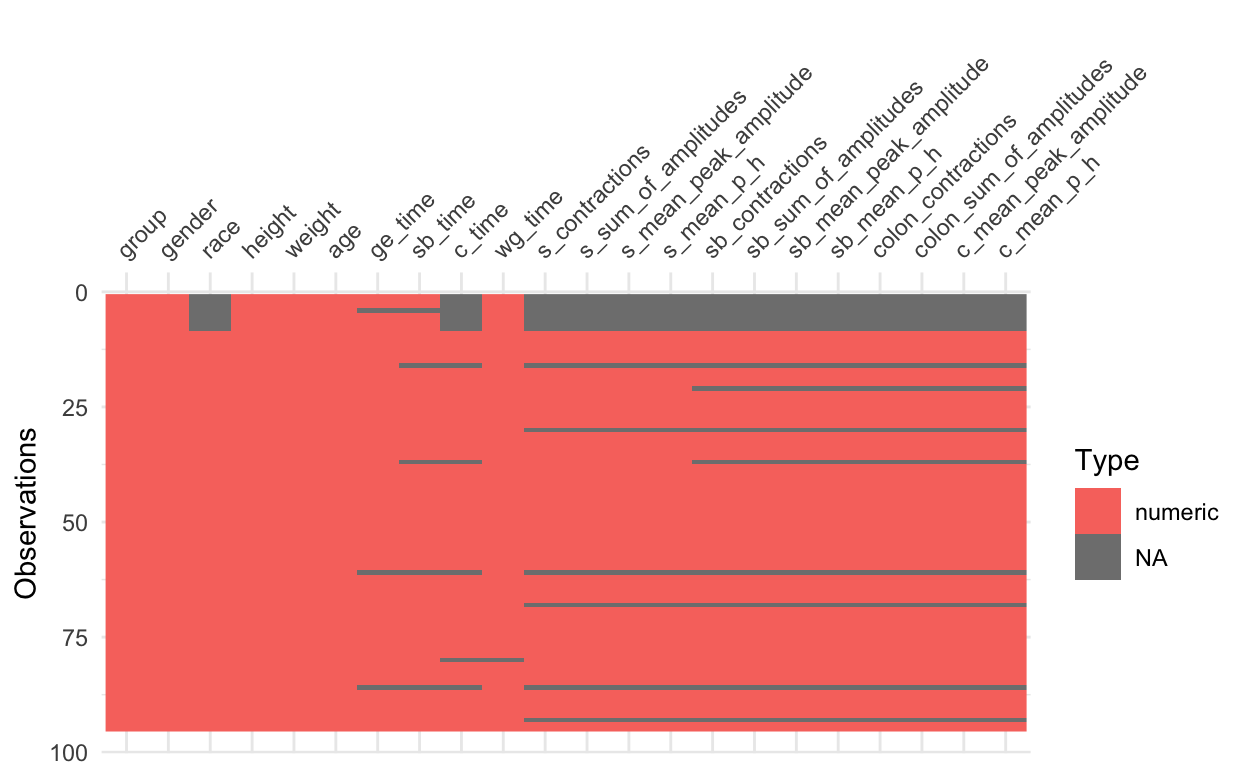 group
gender
race
height
weight
age
ge_time
sb_time
c_time
wg_time
s_contractions
s_sum_of_amplitudes
s_mean_peak_amplitude
s_mean_p_h
sb_contractions
sb_sum_of_amplitudes
sb_mean_peak_amplitude
sb_mean_p_h
colon_contractions
colon_sum_of_amplitudes
c_mean_peak_amplitude
c_mean_p_h
0
25
50
75
100
Observations
Type
numeric
NA